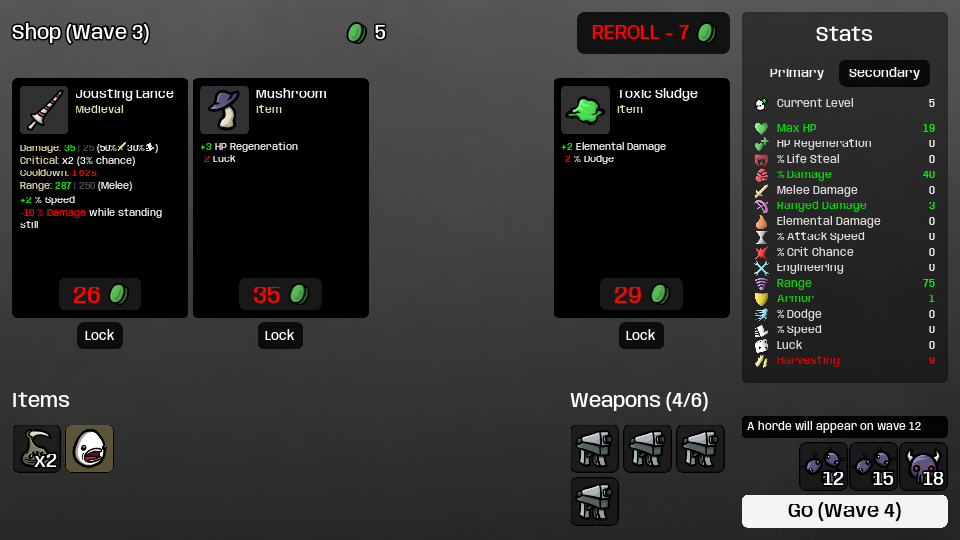 Shop (Wave 3)
5
REROLL - 7
Jousting Lance
Medieval
Damage: 35 | 25 (50% 30%)
Critical: x2 (3% chance)
Cooldown: 1.62s
Range: 287 | 250 (Melee)
+2 % Speed
-10 % Damage while standing
still
26
Lock
Mushroom
Item
+3 HP Regeneration
2 Luck
35
Lock
Toxic Sludge
Item
+2 Elemental Damage
2 % Dodge
29
Lock
Stats
Primary
Secondary
Current Level 5
Max HP 19
HP Regeneration 0
% Life Steal 0
% Damage 40
Melee Damage 0
Ranged Damage 3
Elemental Damage 0
% Attack Speed 0
% Crit Chance 0
Engineering 0
Range 75
Armor 1
% Dodge 0
% Speed 0
Luck 0
Harvesting
Items
x2
Weapons (4/6)
A horde will appear on wave 12
12
15
18
Go (Wave 4)